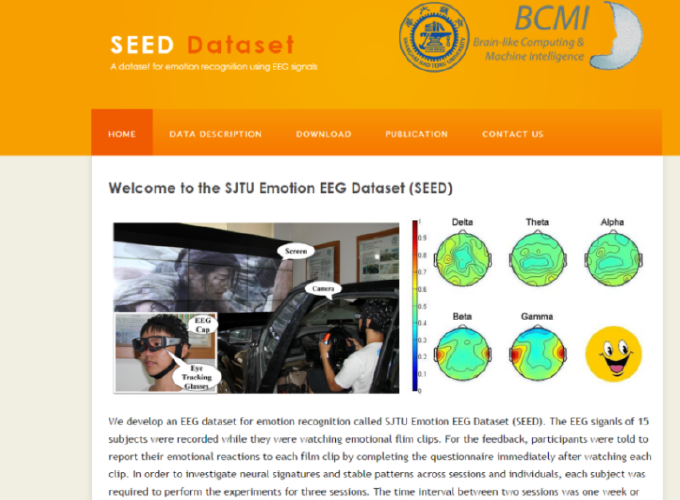 SEED Dataset
A dataset for emotion recognition using EEG signals
SHANGHAI JIAO TONG UNIVERSITY
BCMI
Brain-like Computing &
Machine intelligence
HOME DATA DESCRIPTION DOWNLOAD PUBLICATION CONTACT US
Welcome to the SJTU Emotion EEG Dataset (SEED)
Screen
Camera
EEG
Cap
Eye
Tracking
Glasses
Delta Theta Alpha
1
0.9
0.8
0.7
0.6
0.5
0.4
0.3
0.2
0.1
0
Beta Gamma
We develop an EEG dataset for emotion recognition called SJTU Emotion EEG Dataset (SEED). The EEG siganls of 15
subjects were recorded while they were watching emotional film clips. For the feedback, participants were told to
report their emotional reactions to each film clip by completing the questionnaire immediately after watching each
clip. In order to investigate neural signatures and stable patterns across sessions and individuals, each subject was
required to perform the experiments for three sessions. The time interval between two sessions was one week or